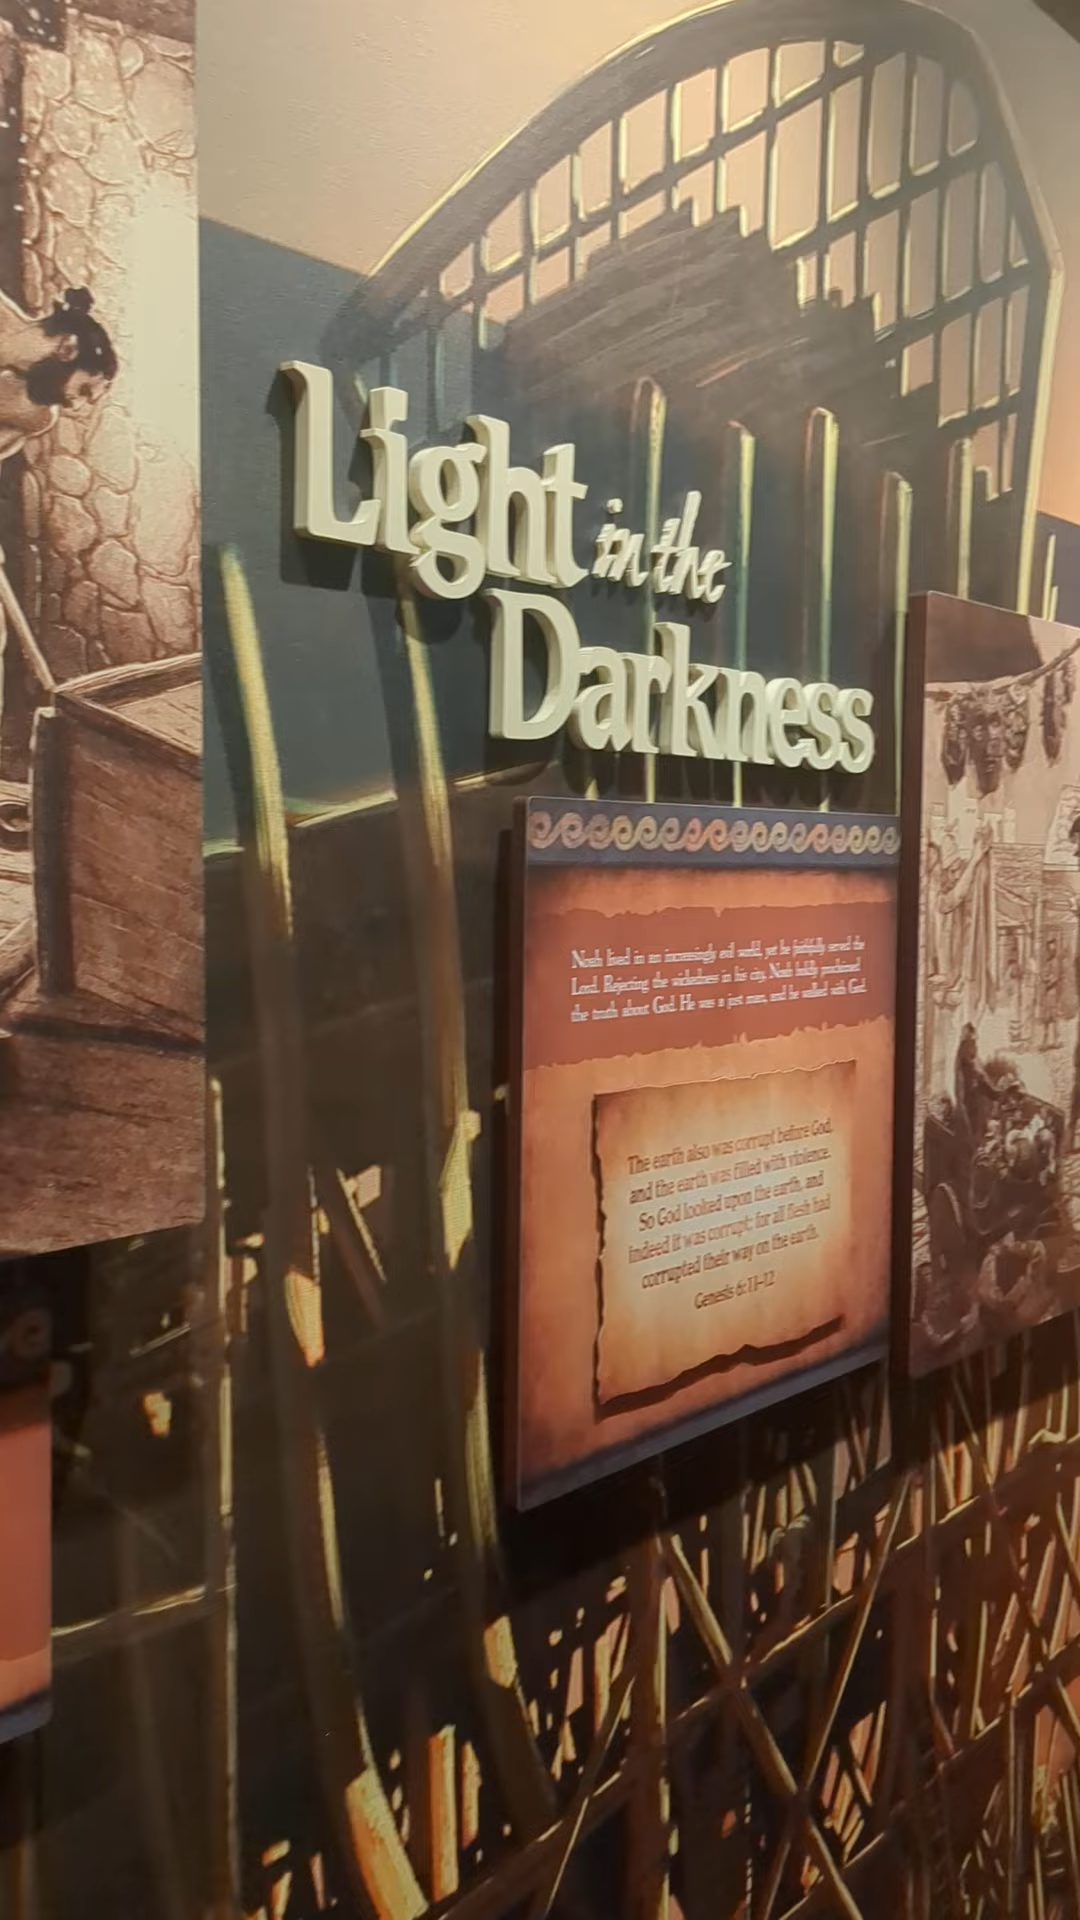 Light in the
Darkness
Noah lived in an increasingly evil world, yet he faithfully served the
Lord. Rejecting the wickedness in his city, Noah boldly proclaimed
the truth about God. He was a just man, and he walked with God.
The earth also was corrupt before God,
and the earth was filled with violence.
So God looked upon the earth, and
indeed it was corrupt; for all flesh had
corrupted their way on the earth.
Genesis 6:11–12